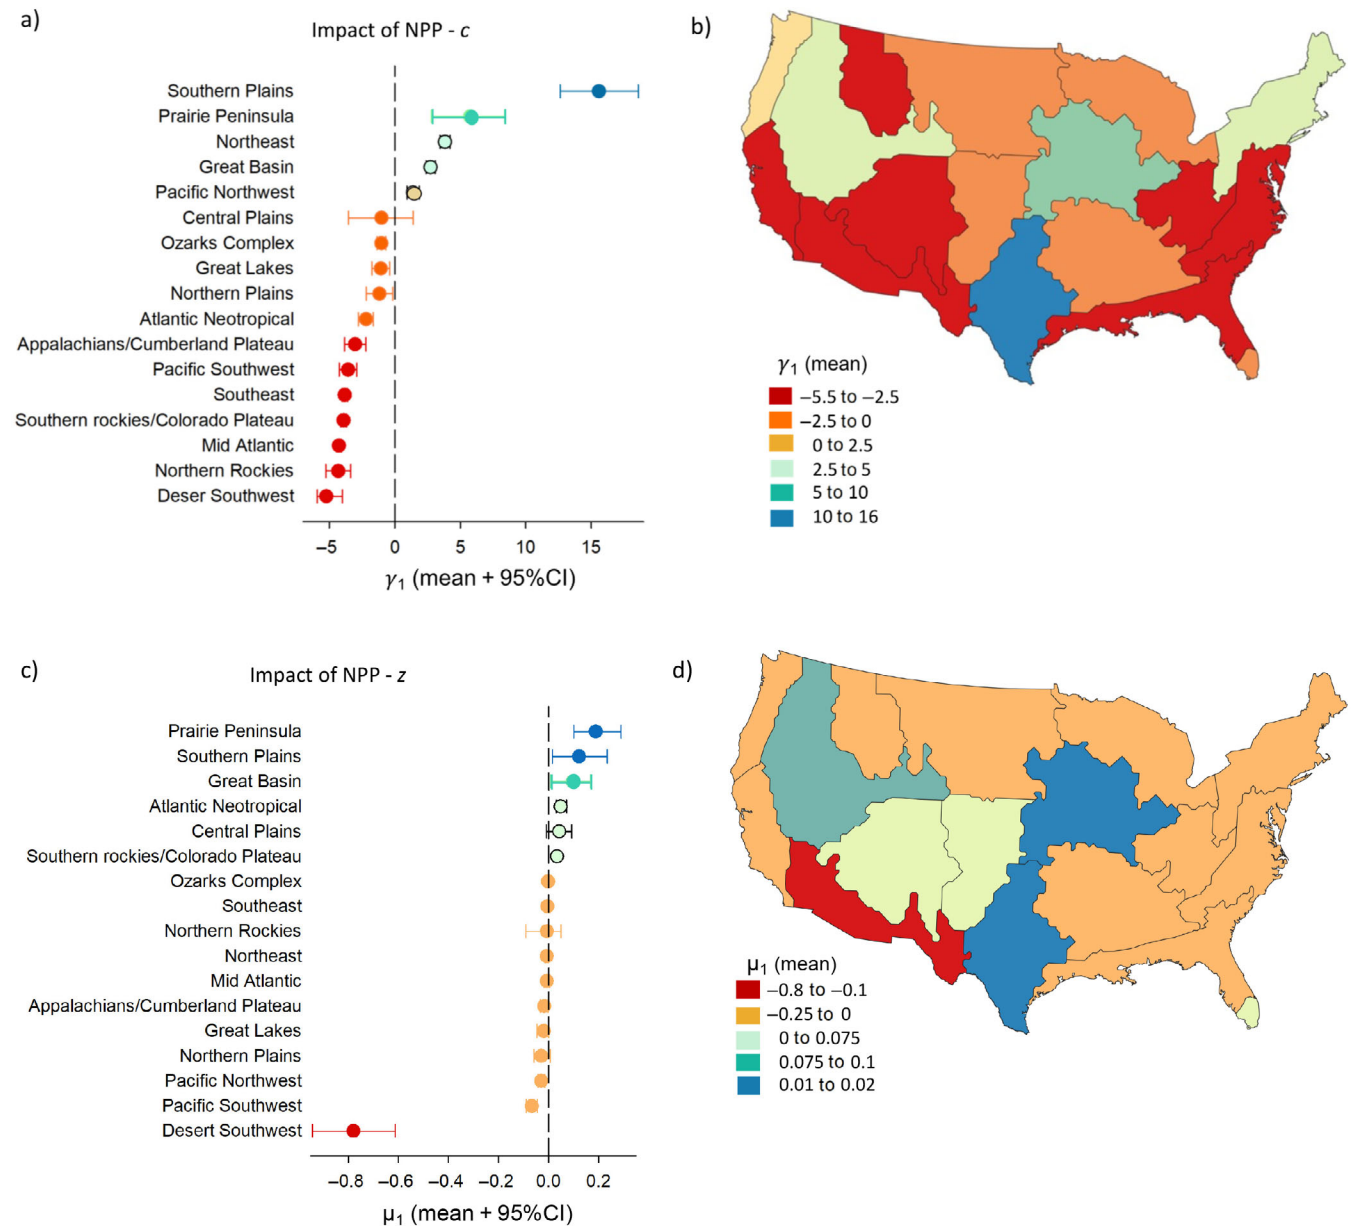 a)
Impact of NPP - c
Southern Plains
Prairie Peninsula
Northeast
Great Basin
Pacific Northwest
Central Plains
Ozarks Complex
Great Lakes
Northern Plains
Atlantic Neotropical
Appalachians/Cumberland Plateau
Pacific Southwest
Southeast
Southern rockies/Colorado Plateau
Mid Atlantic
Northern Rockies
Deser Southwest
−5 0 5 10 15
γ1 (mean + 95%CI)
b)
γ1 (mean)
−5.5 to −2.5
−2.5 to 0
0 to 2.5
2.5 to 5
5 to 10
10 to 16
c)
Impact of NPP - z
Prairie Peninsula
Southern Plains
Great Basin
Atlantic Neotropical
Central Plains
Southern rockies/Colorado Plateau
Ozarks Complex
Southeast
Northern Rockies
Northeast
Mid Atlantic
Appalachians/Cumberland Plateau
Great Lakes
Northern Plains
Pacific Northwest
Pacific Southwest
Desert Southwest
−0.8 −0.6 −0.4 −0.2 0.0 0.2
μ1 (mean + 95%CI)
d)
μ1 (mean)
−0.8 to −0.1
−0.25 to 0
0 to 0.075
0.075 to 0.1
0.01 to 0.02